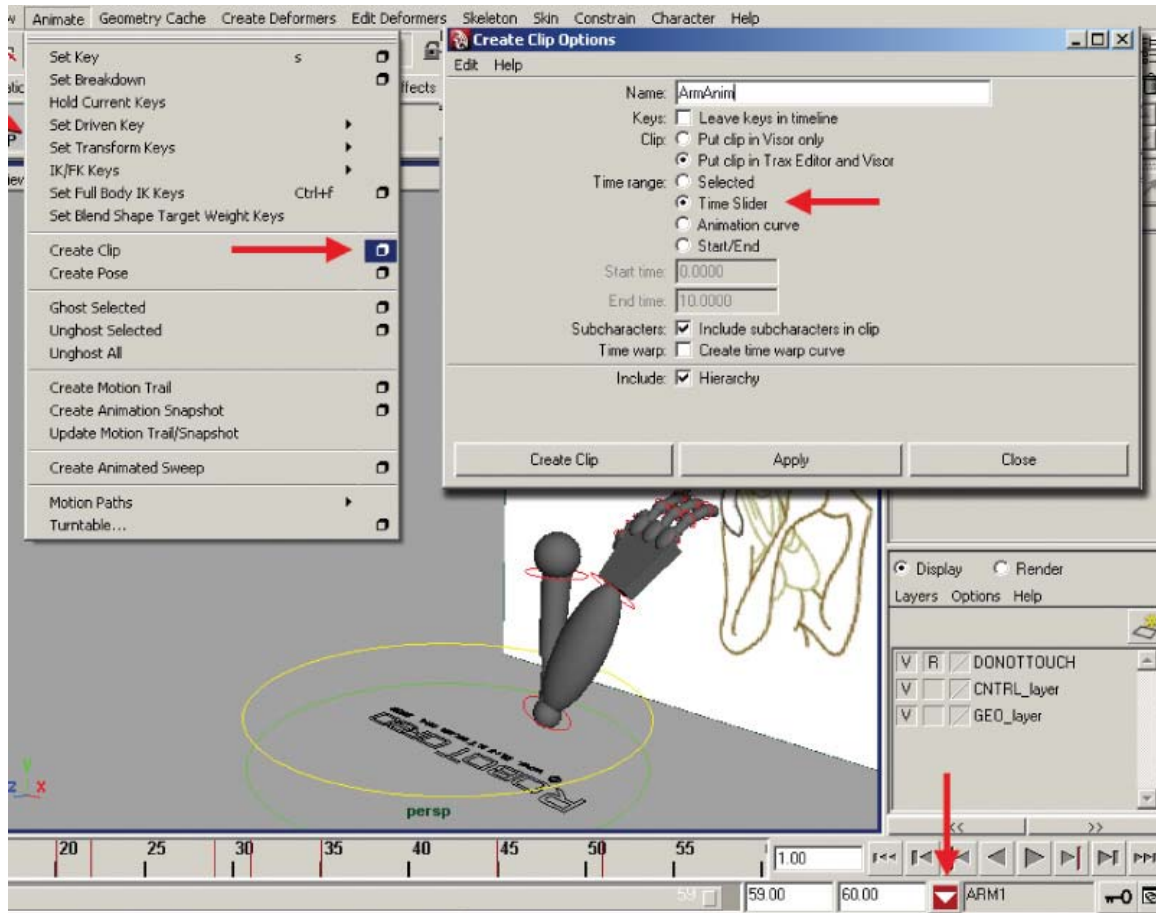 Animate Geometry Cache Create Deformers Edit Deformers Skeleton Skin Constrain Character Help
Set Key s
Set Breakdown
Hold Current Keys
Set Driven Key
Set Transform Keys
IK/FK Keys
Set Full Body IK Keys Ctrl+f
Set Blend Shape Target Weight Keys
Create Clip
Create Pose
Ghost Selected
Unghost Selected
Unghost All
Create Motion Trail
Create Animation Snapshot
Update Motion Trail/Snapshot
Create Animated Sweep
Motion Paths
Turntable...
ffects
Create Clip Options
Edit Help
Name: ArmAnim
Keys: Leave keys in timeline
Clip: Put clip in Visor only
Put clip in Trax Editor and Visor
Time range: Selected
Time Slider
Animation curve
Start/End
Start time: 0.0000
End time: 10.0000
Subcharacters: Include subcharacters in clip
Time warp: Create time warp curve
Include: Hierarchy
Create Clip Apply Close
Display Render
Layers Options Help
V R DONOTTOUCH
V CNTRL_layer
V GEO_layer
<< >>
y
z x
persp
20 25 30 35 40 45 50 55
1.00
59
59.00 60.00 ARM1